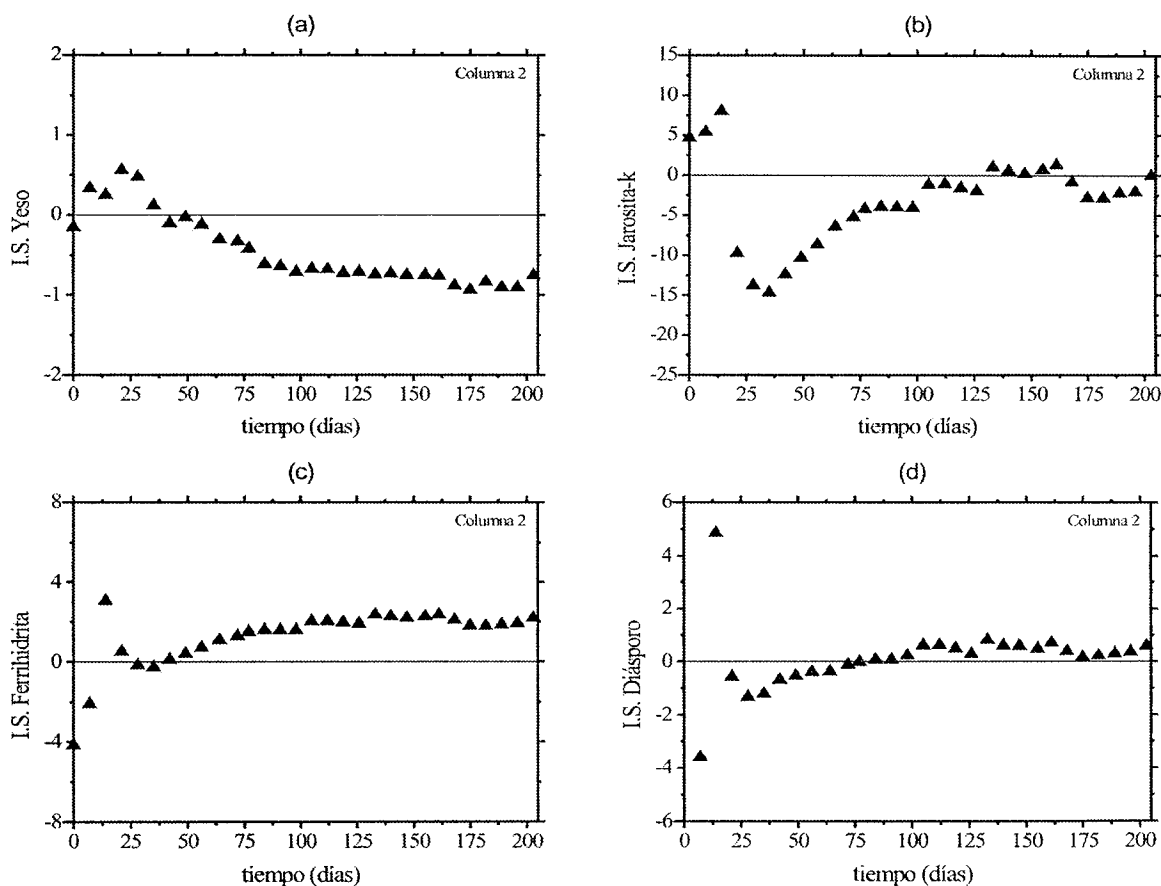 (a)
2
1
0
-1
-2
I.S. Yeso
Columna 2
0 25 50 75 100 125 150 175 200
tiempo (días)
(b)
15
10
5
0
-5
-10
-15
-20
-25
I.S. Jarosita-k
Columna 2
0 25 50 75 100 125 150 175 200
tiempo (días)
(c)
8
4
0
-4
-8
I.S. Ferrihidrita
Columna 2
0 25 50 75 100 125 150 175 200
tiempo (días)
(d)
6
4
2
0
-2
-4
-6
I.S. Diásporo
Columna 2
0 25 50 75 100 125 150 175 200
tiempo (días)